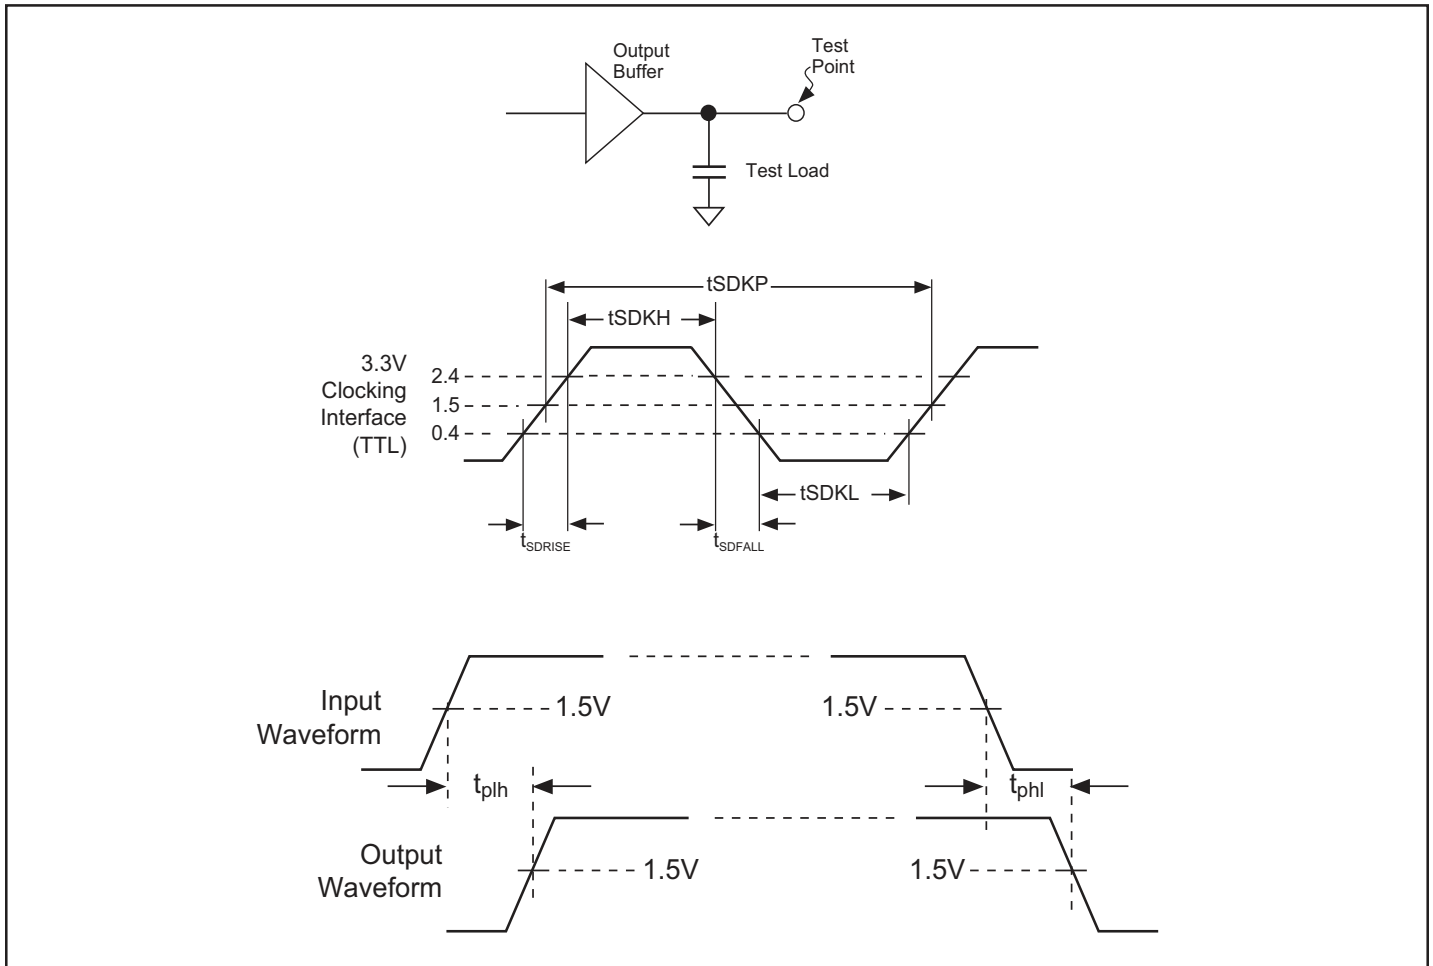 Output
Buffer
Test
Point
Test Load
tSDKP
tSDKH
3.3V
Clocking
Interface
(TTL)
2.4
1.5
0.4
tSDKL
tSDRISE
tSDFALL
Input
Waveform
1.5V
1.5V
tplh
tphl
Output
Waveform
1.5V
1.5V